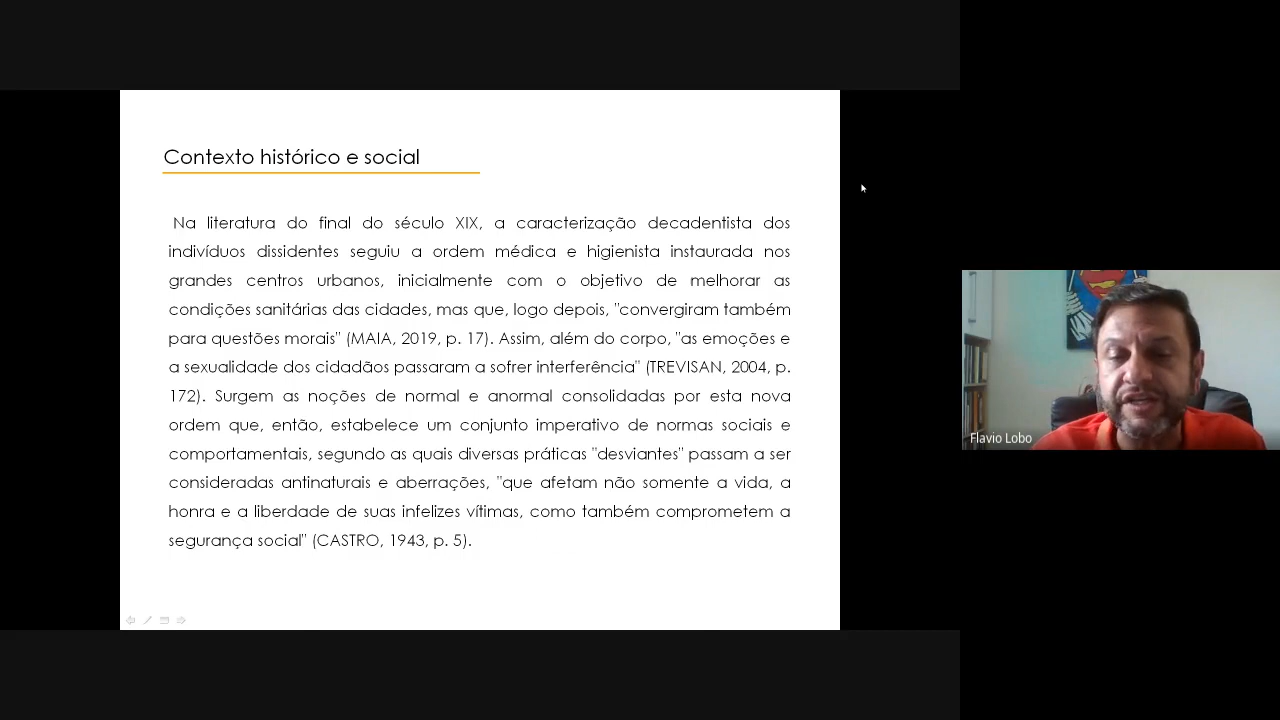 Contexto histórico e social
Na literatura do final do século XIX, a caracterização decadentista dos
indivíduos dissidentes seguiu a ordem médica e higienista instaurada nos
grandes centros urbanos, inicialmente com o objetivo de melhorar as
condições sanitárias das cidades, mas que, logo depois, "convergiram também
para questões morais" (MAIA, 2019, p. 17). Assim, além do corpo, "as emoções e
a sexualidade dos cidadãos passaram a sofrer interferência" (TREVISAN, 2004, p.
172). Surgem as noções de normal e anormal consolidadas por esta nova
ordem que, então, estabelece um conjunto imperativo de normas sociais e
comportamentais, segundo as quais diversas práticas "desviantes" passam a ser
consideradas antinaturais e aberrações, "que afetam não somente a vida, a
honra e a liberdade de suas infelizes vítimas, como também comprometem a
segurança social" (CASTRO, 1943, p. 5).
Flavio Lobo